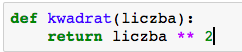 def kwadrat(liczba):
    return liczba ** 2